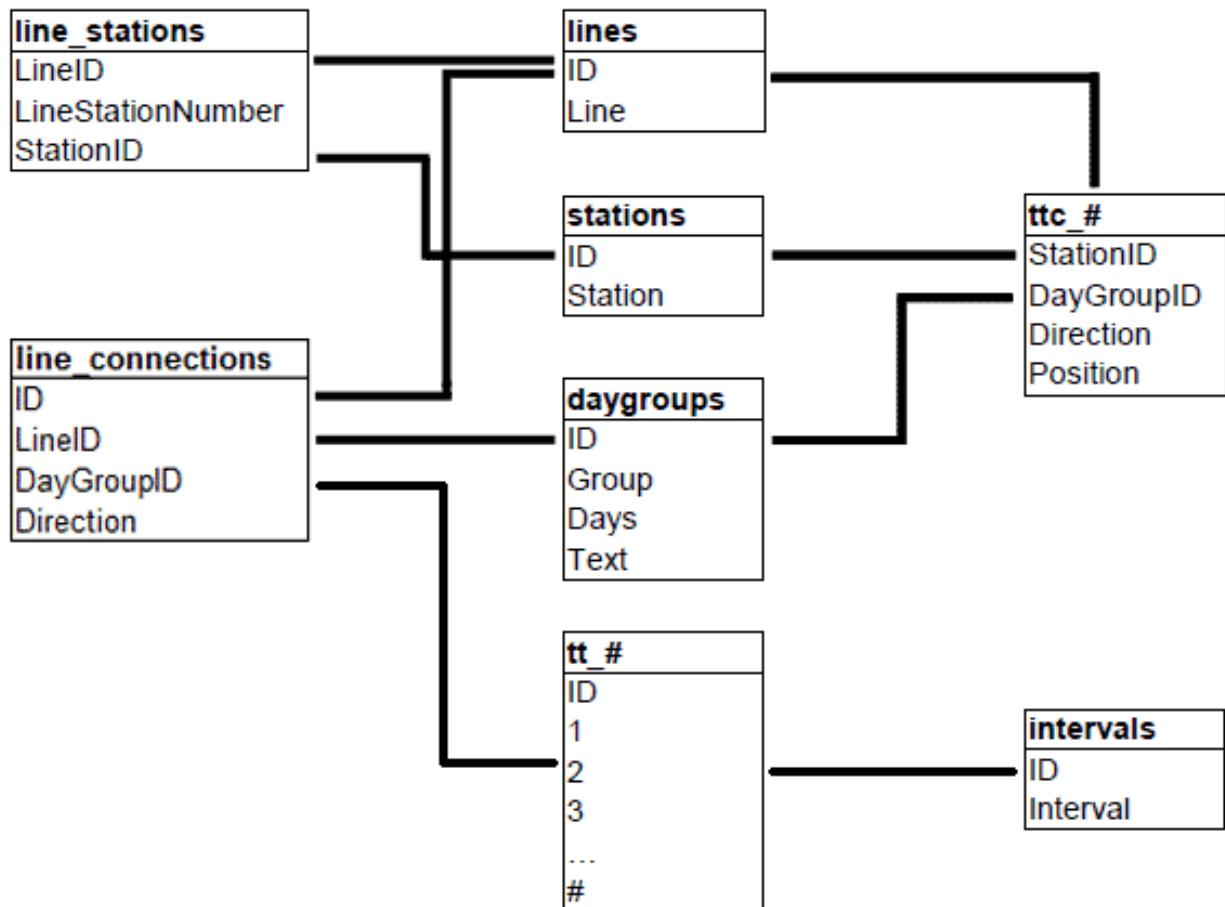 line_stations
LineID
LineStationNumber
StationID
lines
ID
Line
stations
ID
Station
ttc_#
StationID
DayGroupID
Direction
Position
line_connections
ID
LineID
DayGroupID
Direction
daygroups
ID
Group
Days
Text
tt_#
ID
1
2
3
...
#
intervals
ID
Interval